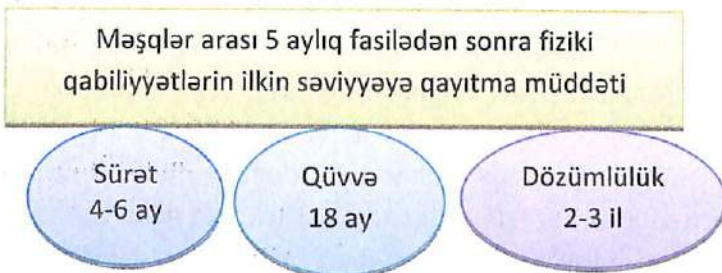 Məşqlər arası 5 aylıq fasilədən sonra fiziki
qabiliyyətlərin ilkin səviyyəyə qayıtma müddəti
Sürət
4-6 ay
Qüvvə
18 ay
Dözümlülük
2-3 il